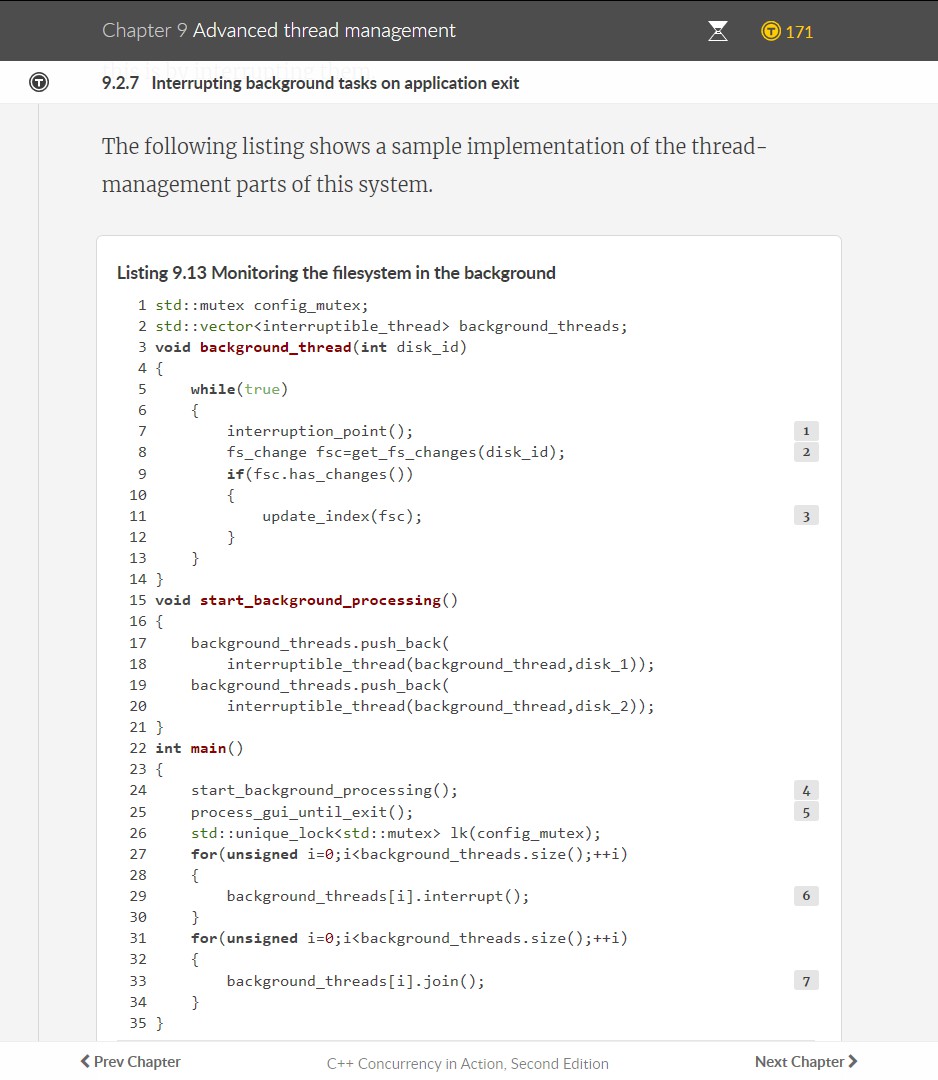 Chapter 9 Advanced thread management
171
this is by interrupting them
9.2.7 Interrupting background tasks on application exit
The following listing shows a sample implementation of the thread-
management parts of this system.
Listing 9.13 Monitoring the filesystem in the background
1 std::mutex config_mutex;
2 std::vector<interruptible_thread> background_threads;
3 void background_thread(int disk_id)
4 {
5     while(true)
6     {
7         interruption_point(); 1
8         fs_change fsc=get_fs_changes(disk_id); 2
9         if(fsc.has_changes())
10         {
11             update_index(fsc); 3
12         }
13     }
14 }
15 void start_background_processing()
16 {
17     background_threads.push_back(
18         interruptible_thread(background_thread,disk_1));
19     background_threads.push_back(
20         interruptible_thread(background_thread,disk_2));
21 }
22 int main()
23 {
24     start_background_processing(); 4
25     process_gui_until_exit(); 5
26     std::unique_lock<std::mutex> lk(config_mutex);
27     for(unsigned i=0;i<background_threads.size();++i)
28     {
29         background_threads[i].interrupt(); 6
30     }
31     for(unsigned i=0;i<background_threads.size();++i)
32     {
33         background_threads[i].join(); 7
34     }
35 }
Prev Chapter
C++ Concurrency in Action, Second Edition
Next Chapter